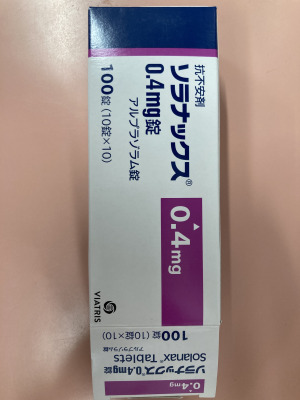 抗不安剤
ソラナックス®
0.4mg錠
アルプラゾラム錠
100錠（10錠×10）
0.4mg
VIATRIS
ソラナックス®0.4mg錠
アルプラゾラム錠
Solanax® Tablets
100錠（10錠×10）
0.4mg